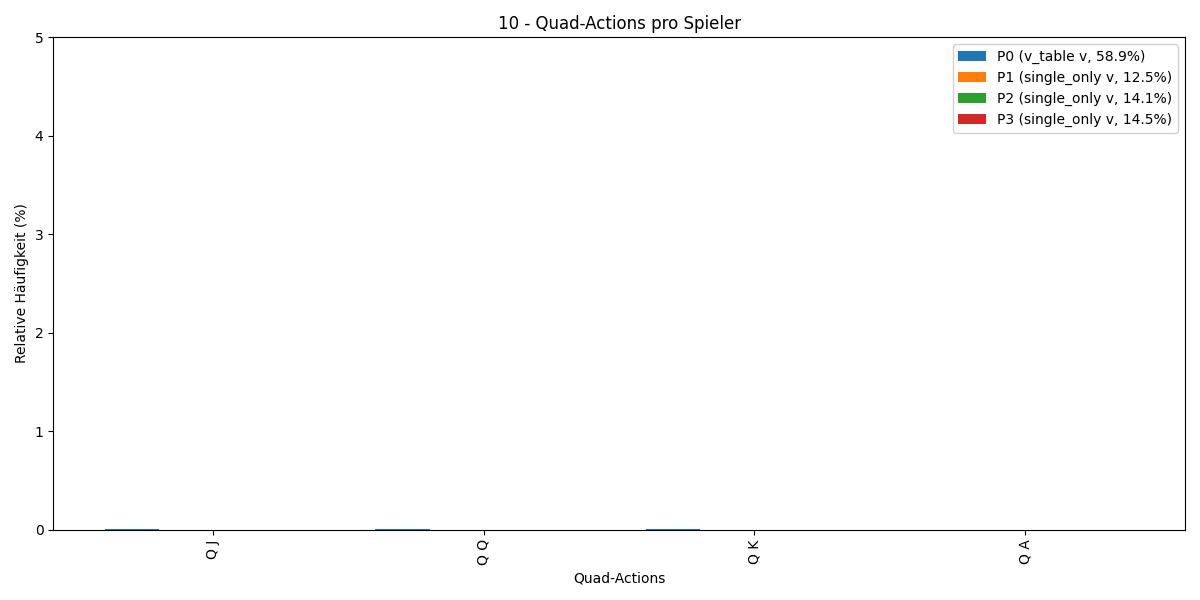 10 - Quad-Actions pro Spieler
P0 (v_table v, 58.9%)
P1 (single_only v, 12.5%)
P2 (single_only v, 14.1%)
P3 (single_only v, 14.5%)
Relative Häufigkeit (%)
5
4
3
2
1
0
Q J
Q Q
Q K
Q A
Quad-Actions